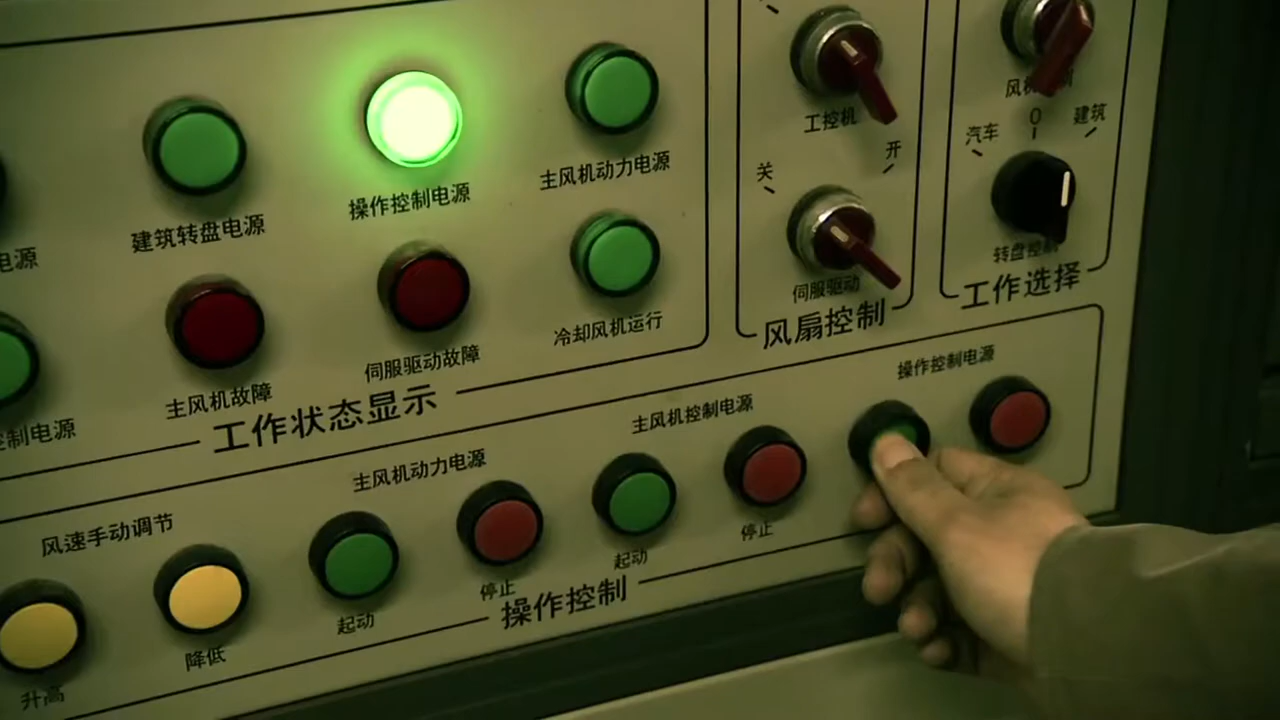 建筑转盘电源
操作控制电源
主风机动力电源
电源
主风机故障
伺服驱动故障
冷却风机运行
控制电源
工作状态显示
工控机
关
开
伺服驱动
风扇控制
汽车
0
建筑
转盘控制
工作选择
风速手动调节
主风机动力电源
主风机控制电源
操作控制电源
升高
降低
起动
停止
起动
停止
操作控制